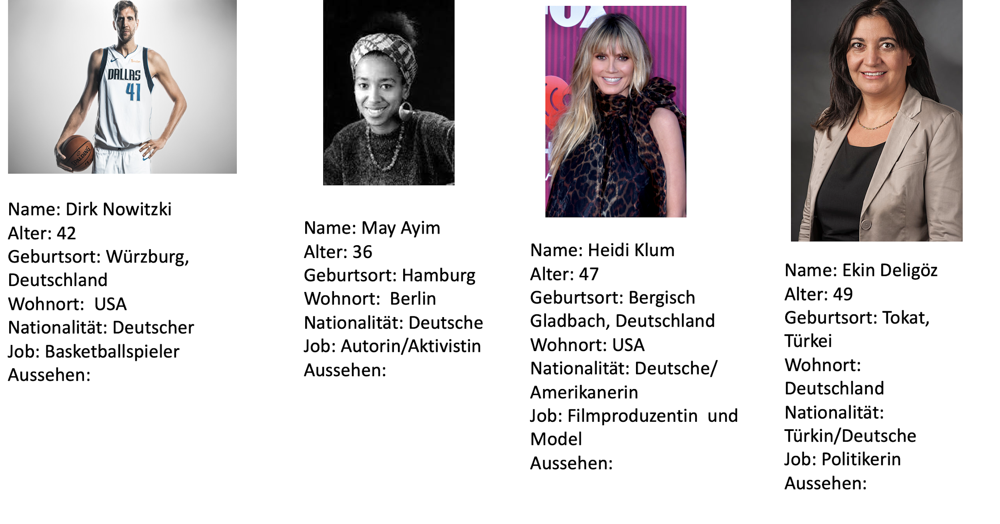 5miles
DALLAS
41
SPALDING
FOX
Name: Dirk Nowitzki
Alter: 42
Geburtsort: Würzburg,
Deutschland
Wohnort:  USA
Nationalität: Deutscher
Job: Basketballspieler
Aussehen:
Name: May Ayim
Alter: 36
Geburtsort: Hamburg
Wohnort:  Berlin
Nationalität: Deutsche
Job: Autorin/Aktivistin
Aussehen:
Name: Heidi Klum
Alter: 47
Geburtsort: Bergisch
Gladbach, Deutschland
Wohnort: USA
Nationalität: Deutsche/
Amerikanerin
Job: Filmproduzentin  und
Model
Aussehen:
Name: Ekin Deligöz
Alter: 49
Geburtsort: Tokat,
Türkei
Wohnort:
Deutschland
Nationalität:
Türkin/Deutsche
Job: Politikerin
Aussehen: